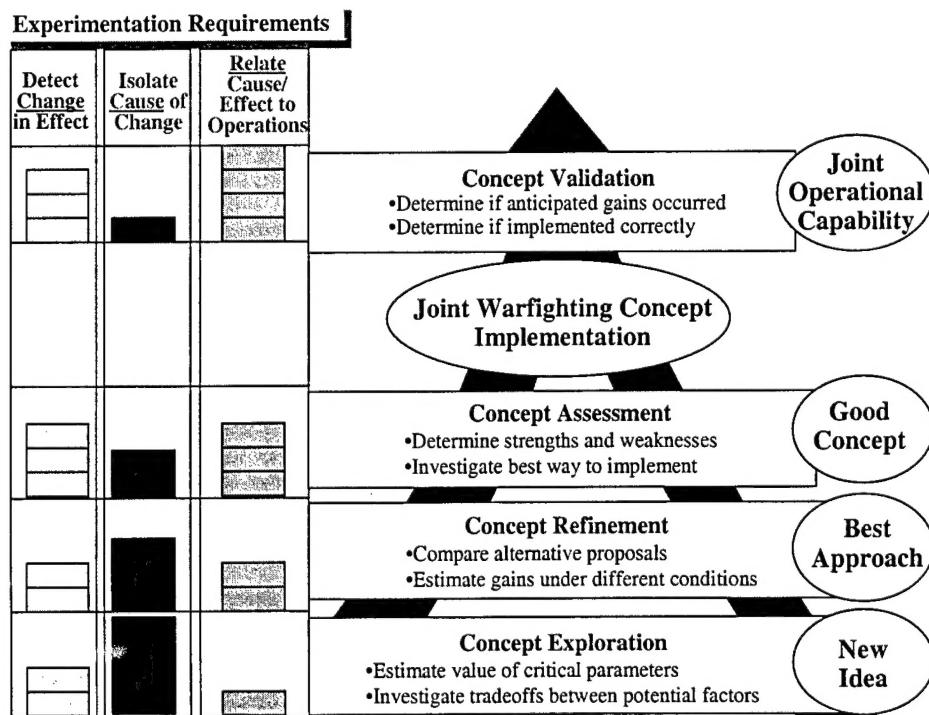 Experimentation Requirements
Detect
Change
in Effect
Isolate
Cause of
Change
Relate
Cause/
Effect to
Operations
Concept Validation
•Determine if anticipated gains occurred
•Determine if implemented correctly
Joint
Operational
Capability
Joint Warfighting Concept
Implementation
Concept Assessment
•Determine strengths and weaknesses
•Investigate best way to implement
Good
Concept
Concept Refinement
•Compare alternative proposals
•Estimate gains under different conditions
Best
Approach
Concept Exploration
•Estimate value of critical parameters
•Investigate tradeoffs between potential factors
New
Idea